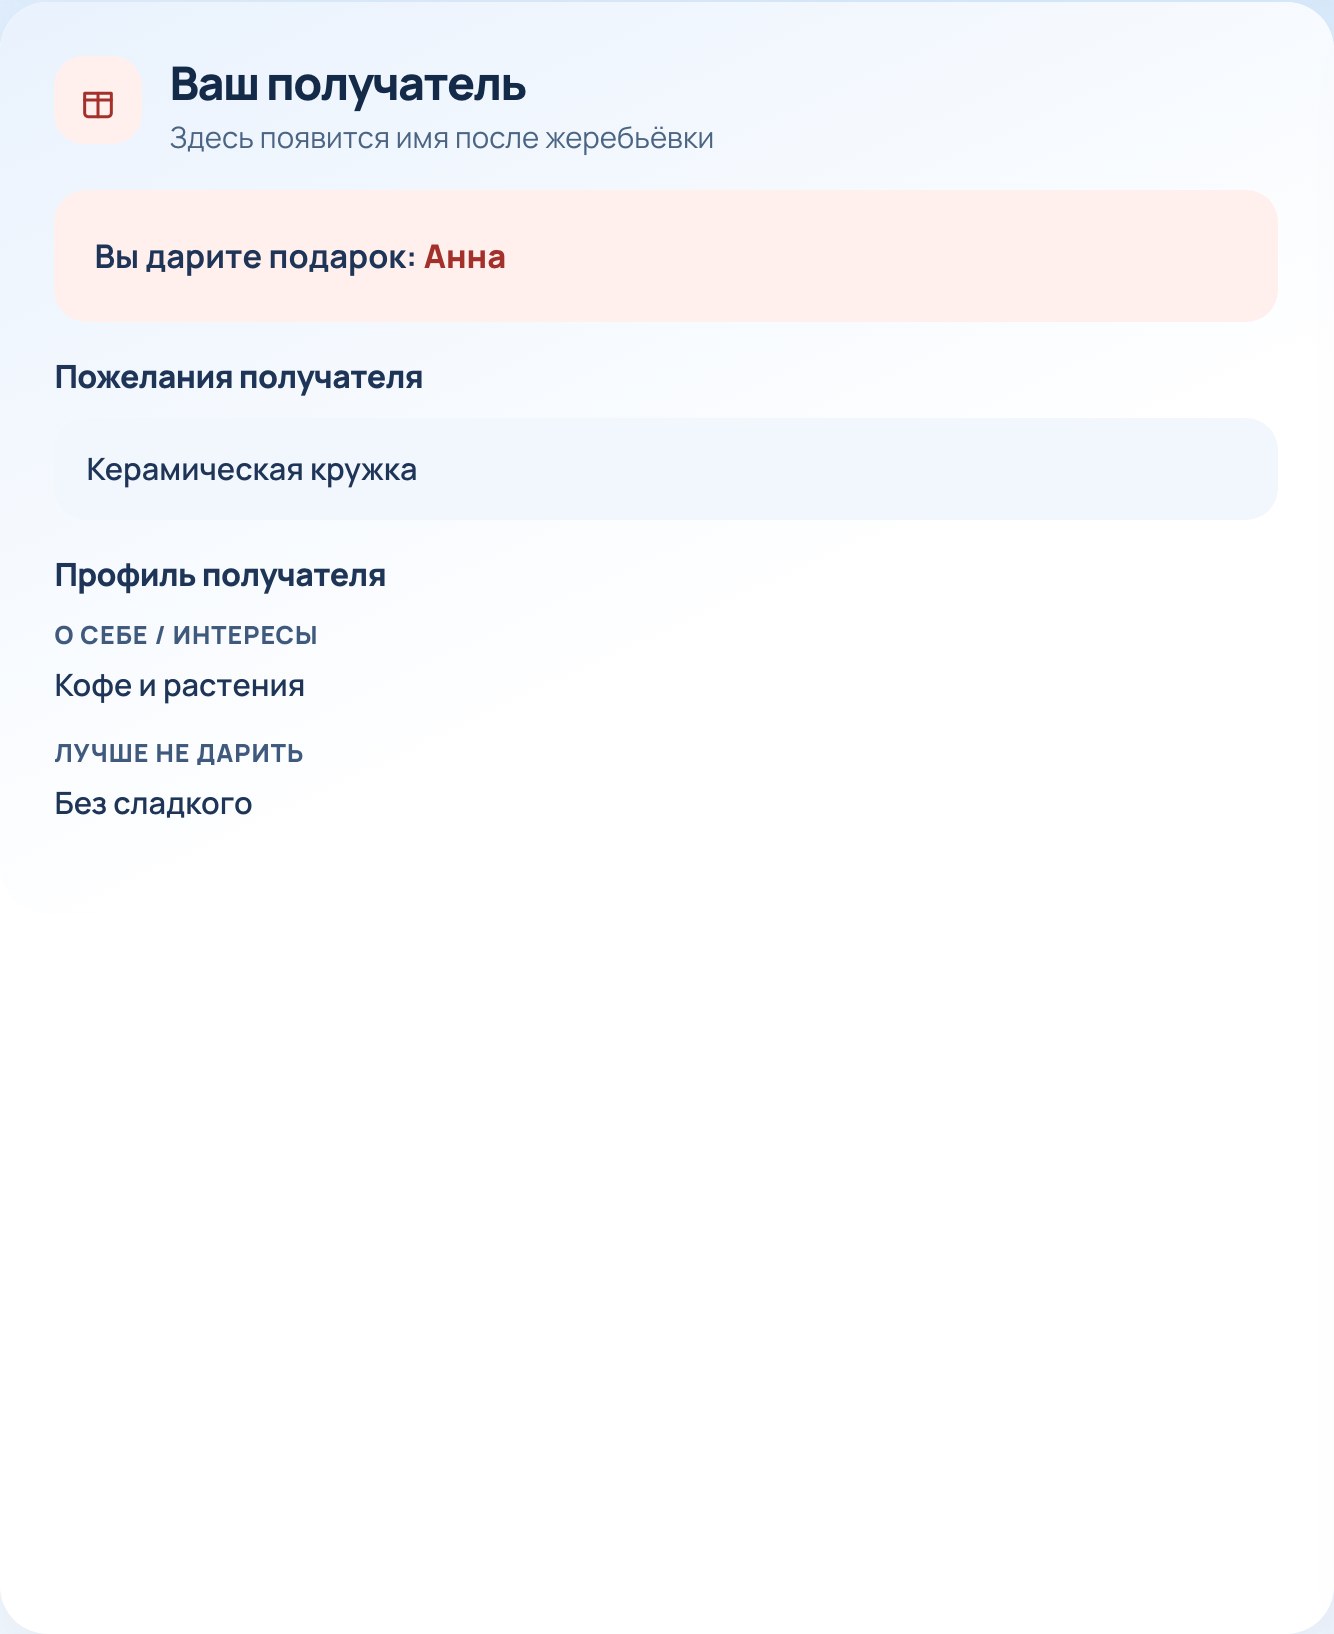 Ваш получатель
Здесь появится имя после жеребьёвки
Вы дарите подарок: Анна
Пожелания получателя
Керамическая кружка
Профиль получателя
О СЕБЕ / ИНТЕРЕСЫ
Кофе и растения
ЛУЧШЕ НЕ ДАРИТЬ
Без сладкого